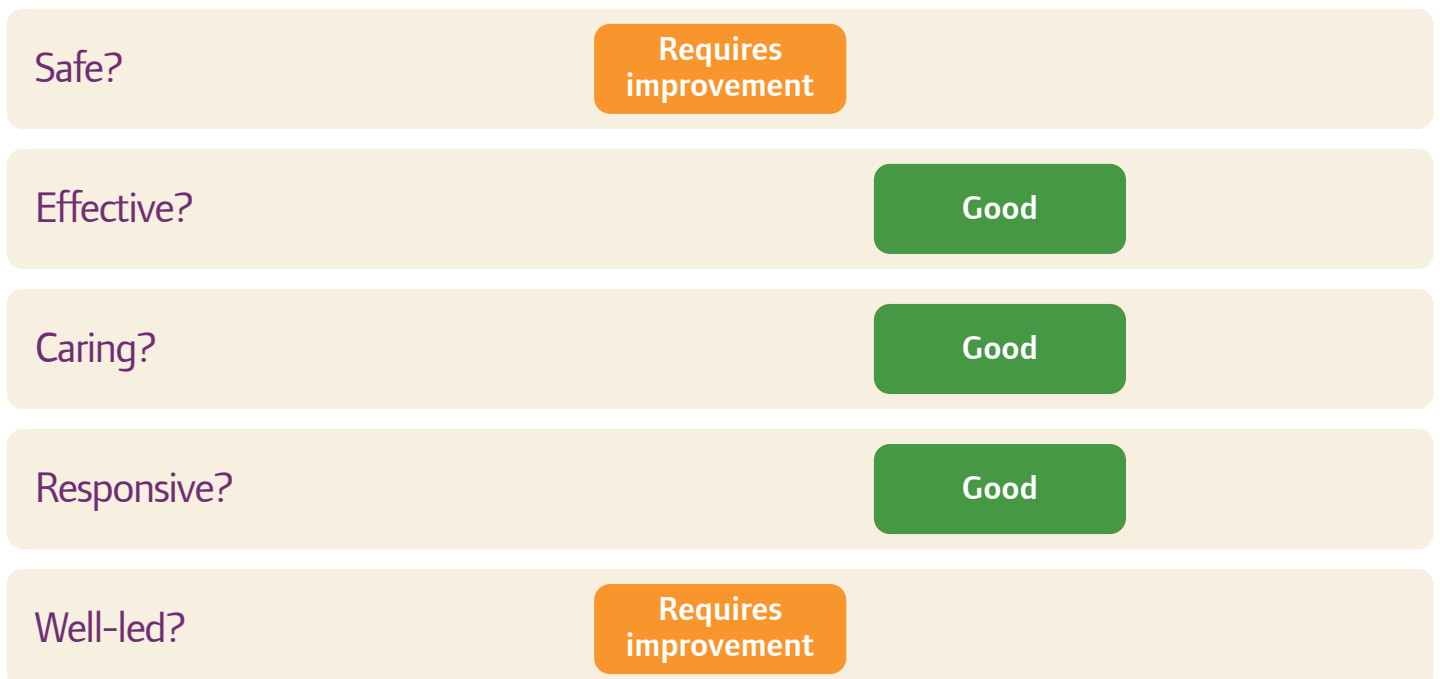 Safe?
Requires
improvement
Effective?
Good
Caring?
Good
Responsive?
Good
Well-led?
Requires
improvement